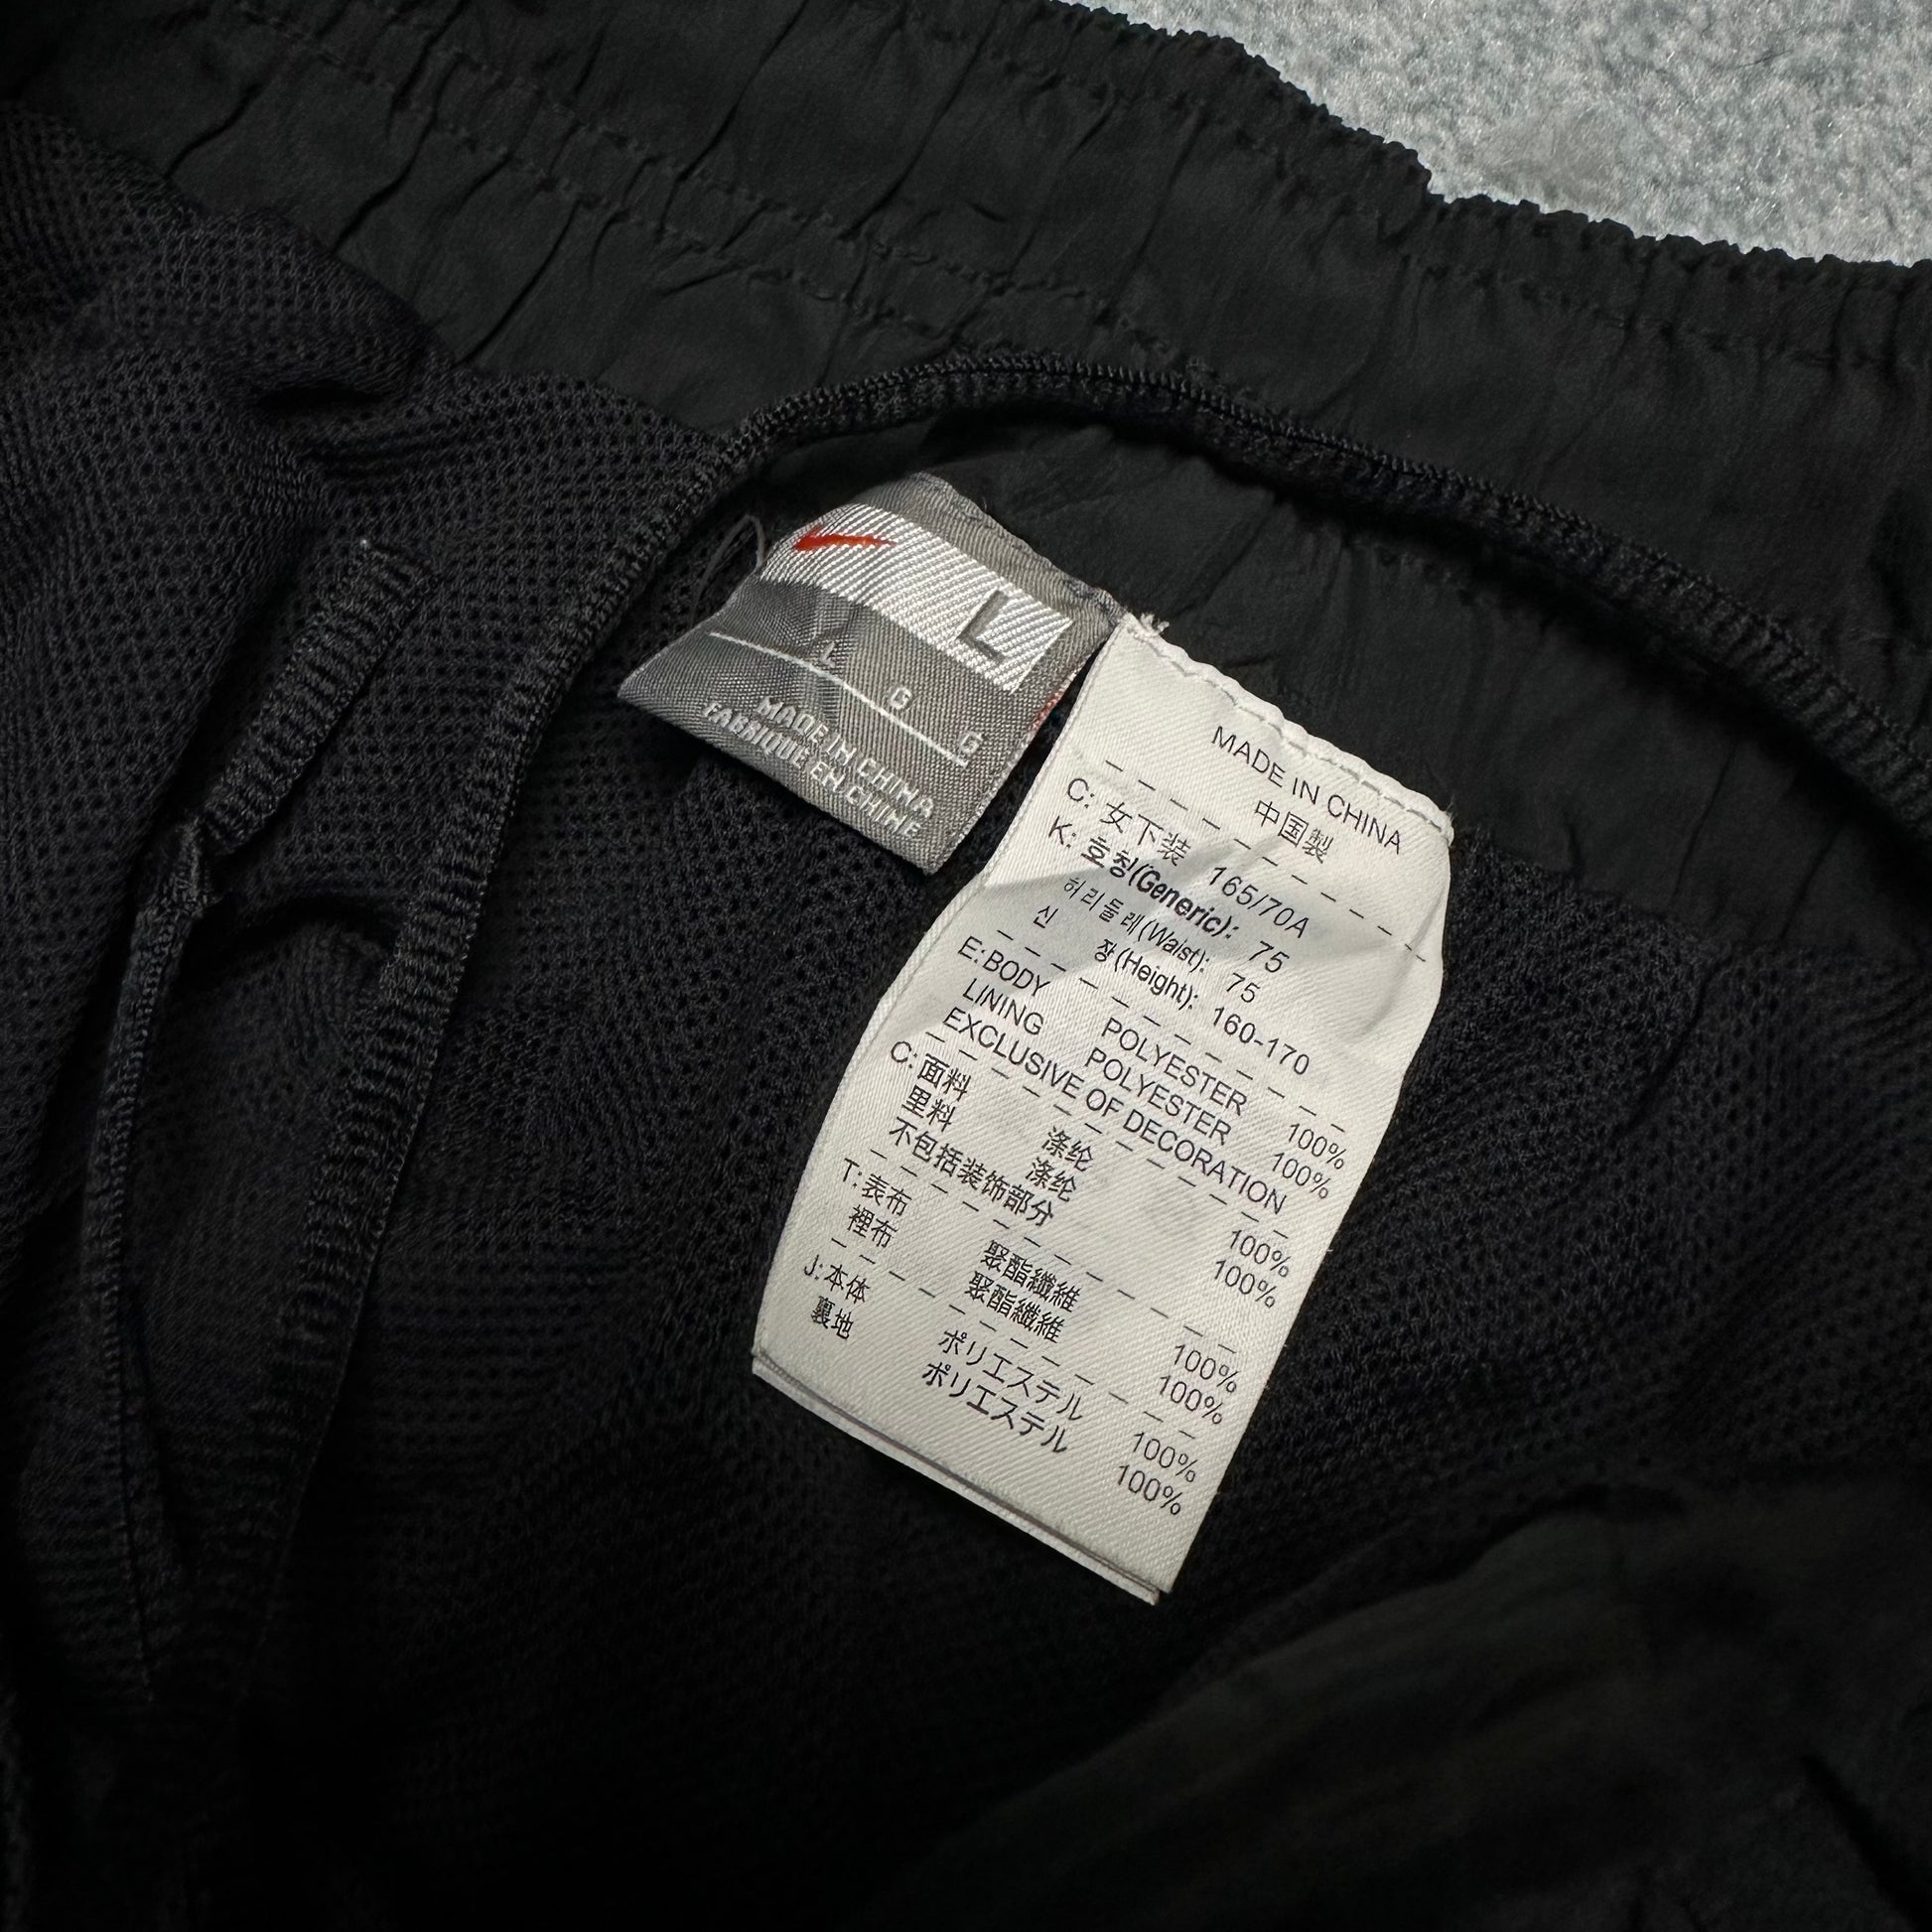 L
L
G
G
MADE IN CHINA
FABRIQUE EN CHINE
MADE IN CHINA
中国製
C: 女下装 165/70A
K: 호칭(Generic): 75
허리둘레(Waist): 75
신 장(Height): 160-170
E: BODY POLYESTER 100%
LINING POLYESTER 100%
EXCLUSIVE OF DECORATION
C: 面料 涤纶 100%
里料 涤纶 100%
不包括装饰部分
T: 表布 聚酯纖維 100%
裡布 聚酯纖維 100%
J: 本体 ポリエステル 100%
裏地 ポリエステル 100%